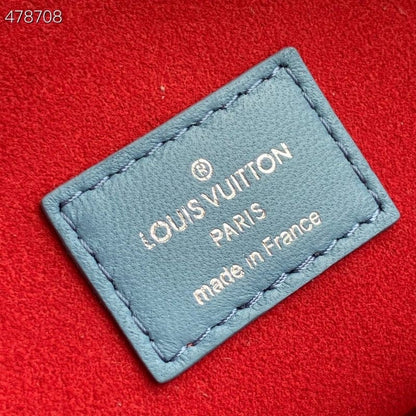 478708
®
LOUIS VUITTON
PARIS
made in France